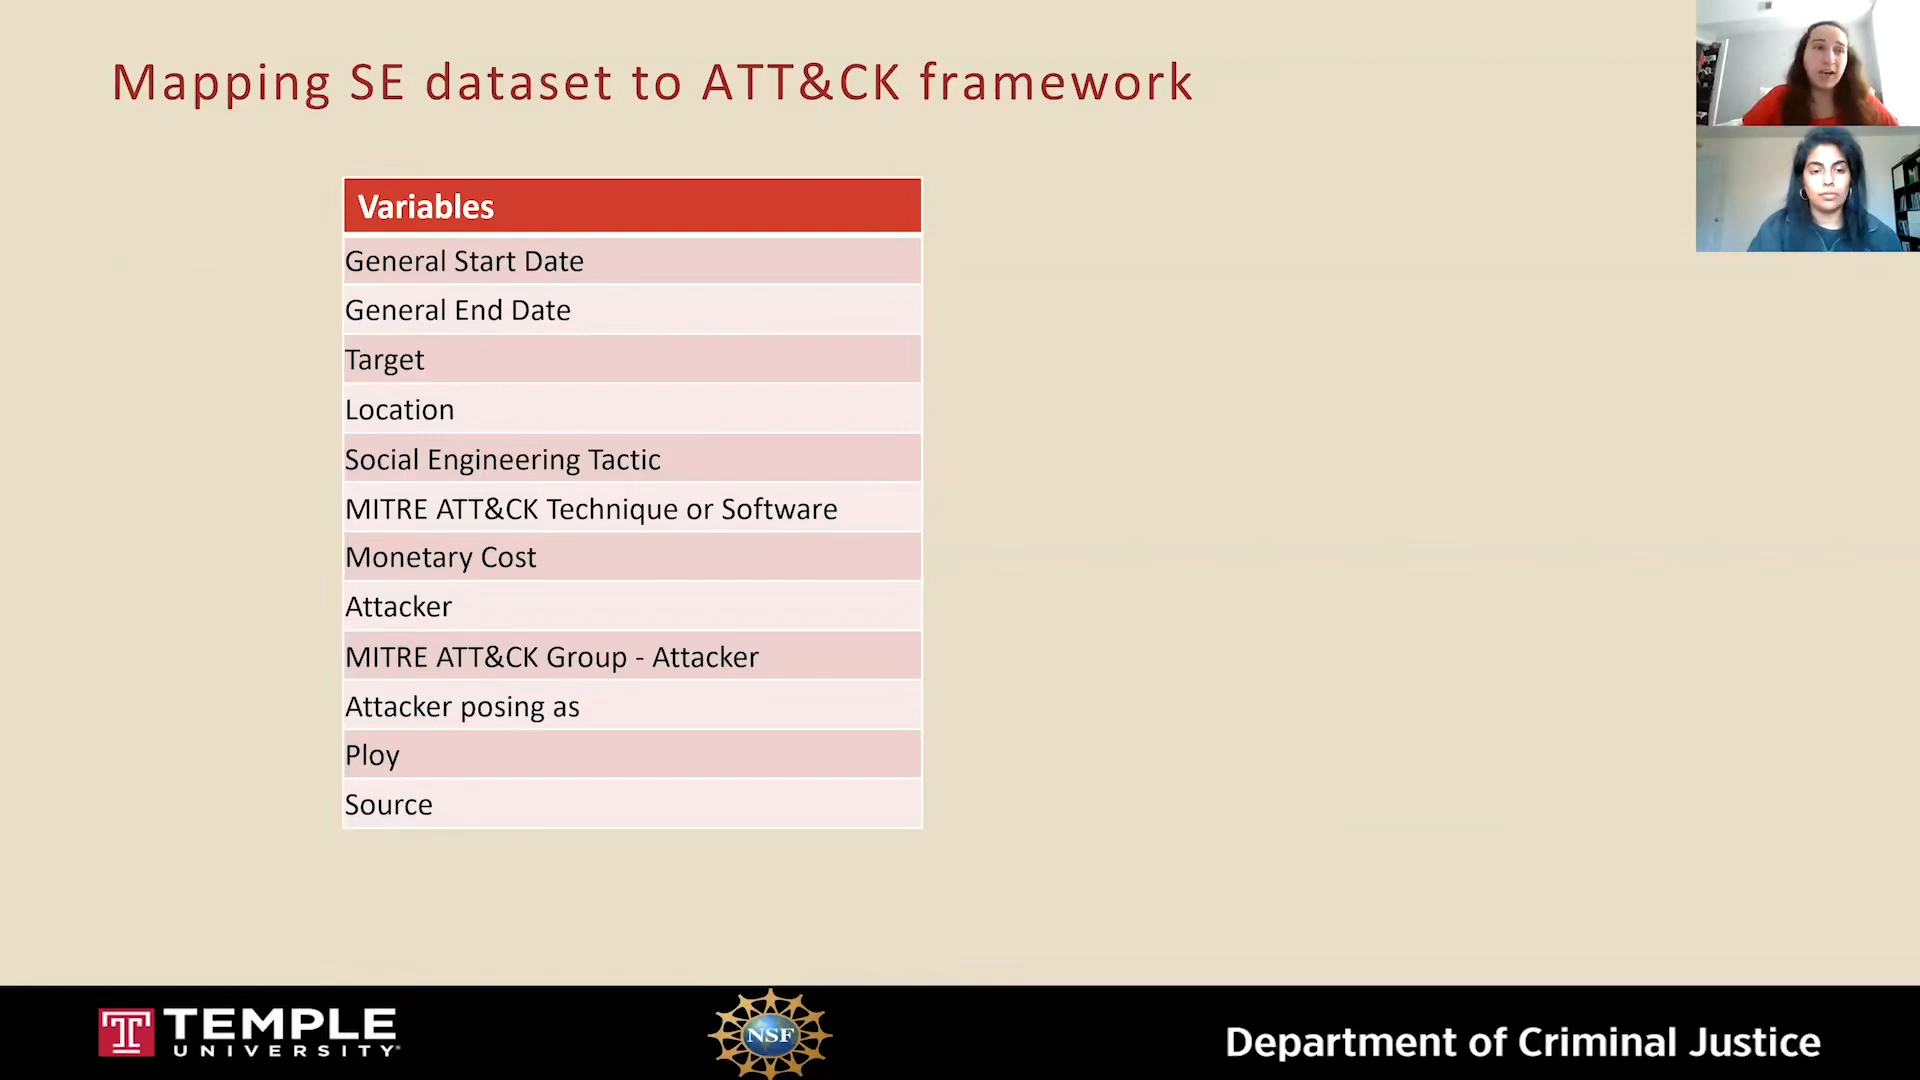 Mapping SE dataset to ATT&CK framework
Variables
General Start Date
General End Date
Target
Location
Social Engineering Tactic
MITRE ATT&CK Technique or Software
Monetary Cost
Attacker
MITRE ATT&CK Group - Attacker
Attacker posing as
Ploy
Source
TEMPLE
UNIVERSITY
NSF
Department of Criminal Justice